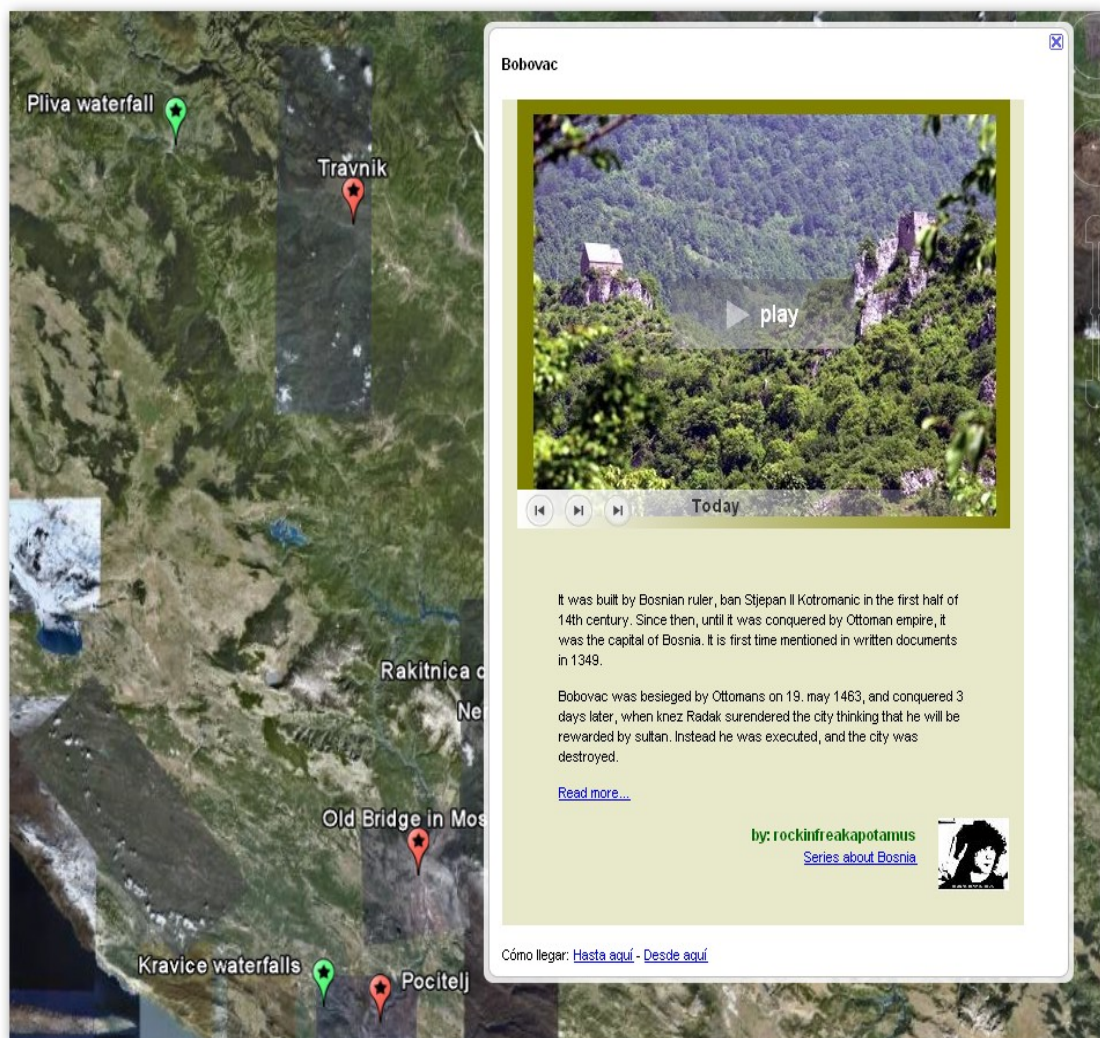 Bobovac
Pliva waterfall
Travnik
play
Today
It was built by Bosnian ruler, ban Stjepan II Kotromanic in the first half of
14th century. Since then, until it was conquered by Ottoman empire, it
was the capital of Bosnia. It is first time mentioned in written documents
in 1349.
Bobovac was besieged by Ottomans on 19. may 1463, and conquered 3
days later, when knez Radak surendered the city thinking that he will be
rewarded by sultan. Instead he was executed, and the city was
destroyed.
Read more...
by: rockinfreakapotamus
Series about Bosnia
Rakitnica c
Ne
Old Bridge in Mos
Kravice waterfalls
Pocitelj
Cómo llegar: Hasta aquí - Desde aquí